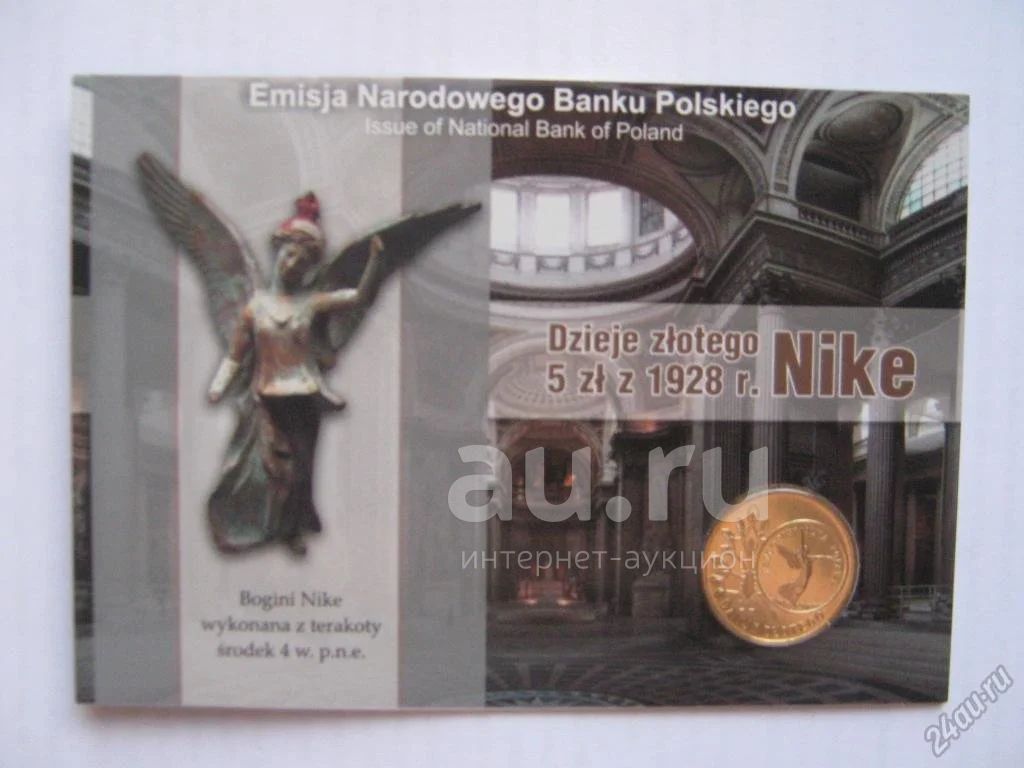 Emisja Narodowego Banku Polskiego
Issue of National Bank of Poland
Dzieje złotego
5 zł z 1928 r.
Nike
au.ru
интернет-аукцион
Bogini Nike
wykonana z terakoty
środek 4 w. p.n.e.
24au.ru